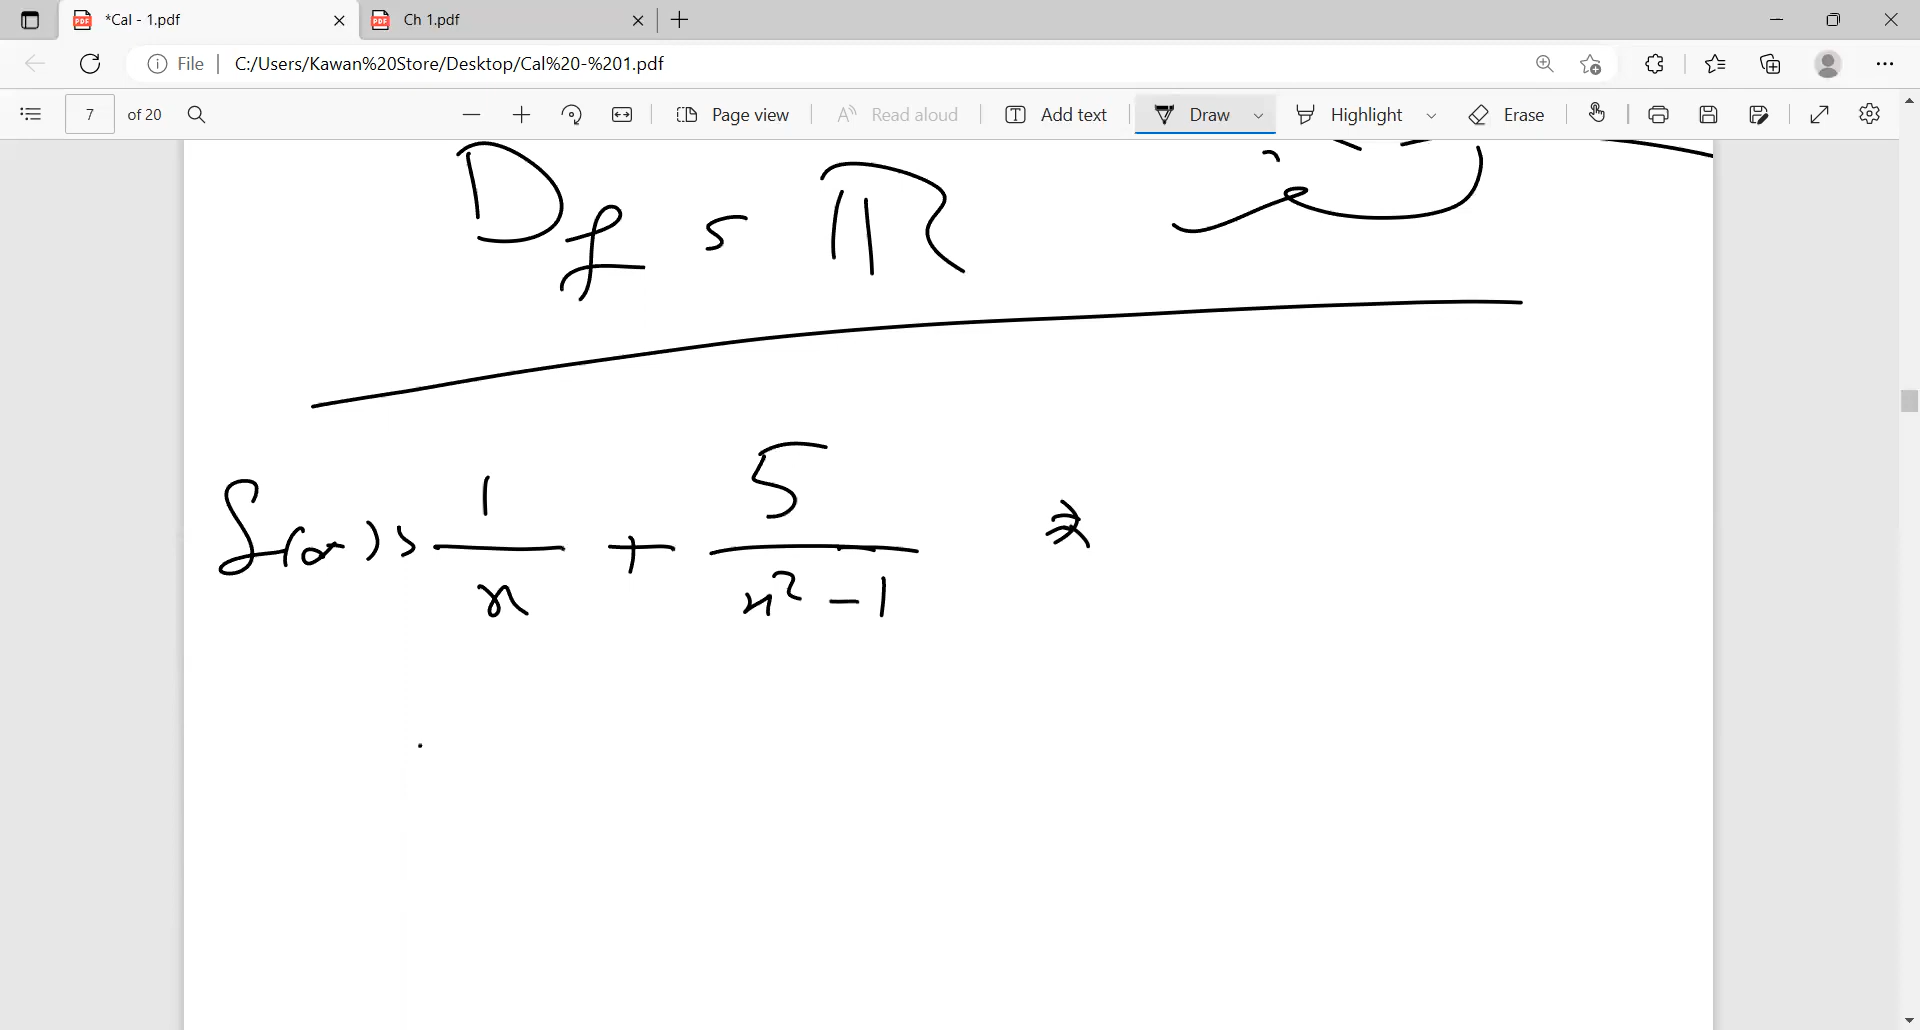 *Cal - 1.pdf
Ch 1.pdf
File
C:/Users/Kawan%20Store/Desktop/Cal%20-%201.pdf
7 of 20
Page view
Read aloud
Add text
Draw
Highlight
Erase
D_f = ℝ
f(x) = 1/x + 5/(x² - 1) ⇒